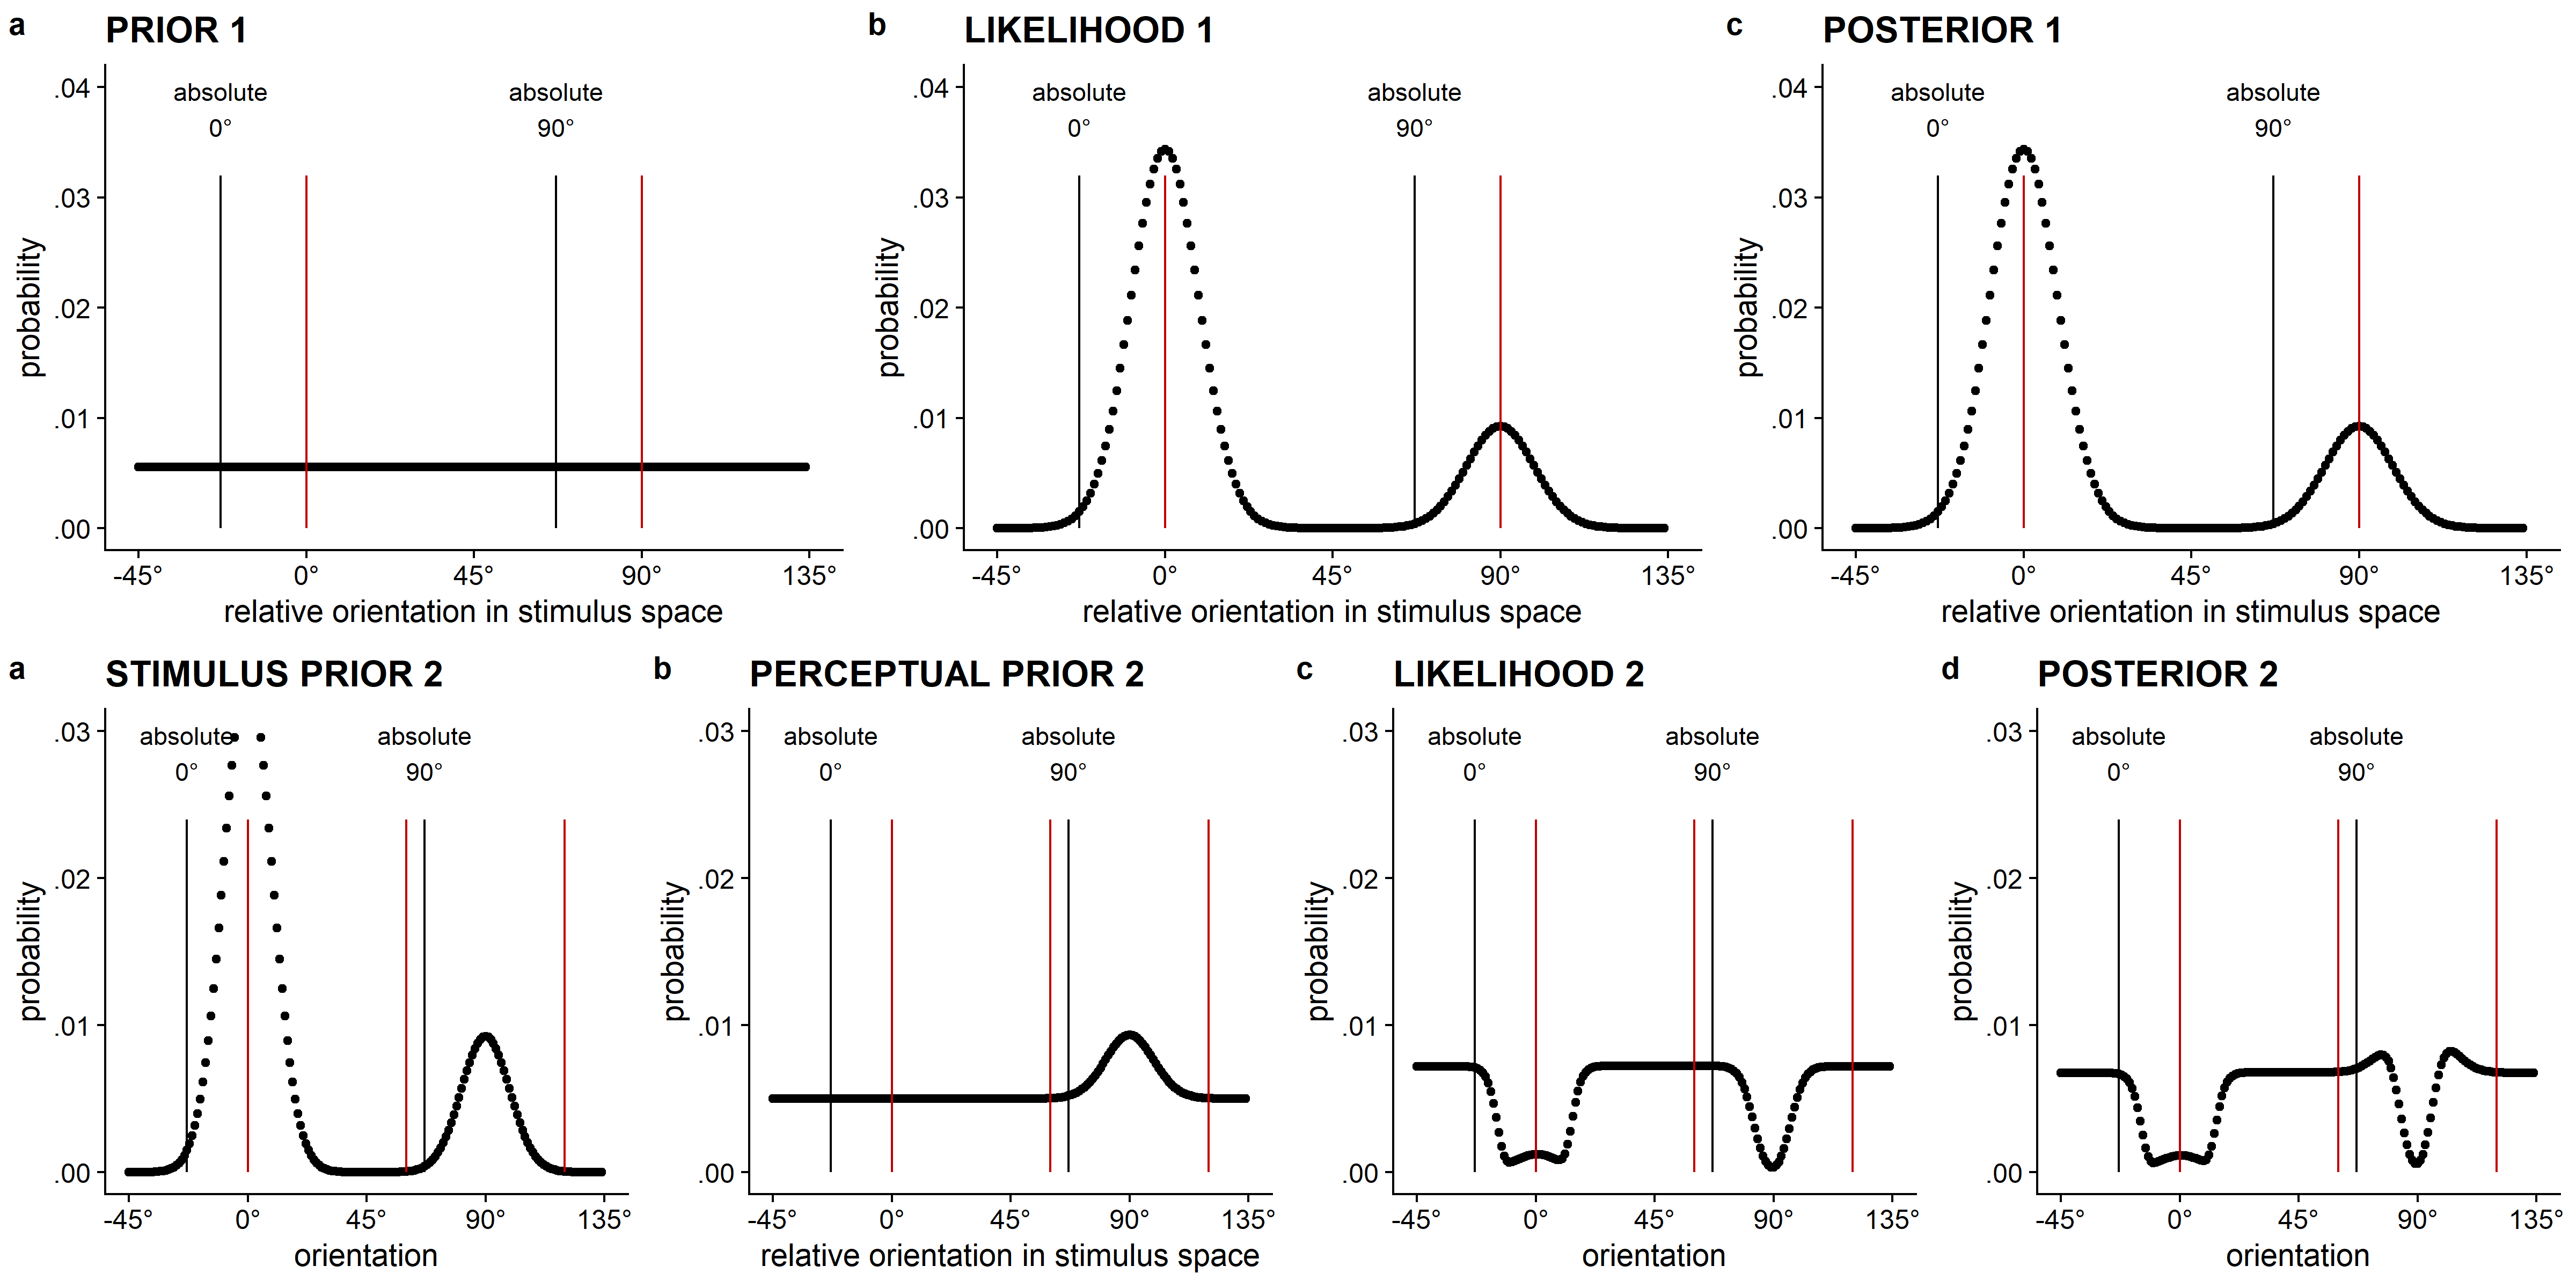 a PRIOR 1
.04
.03
.02
.01
.00
absolute
0°
absolute
90°
probability
-45° 0° 45° 90° 135°
relative orientation in stimulus space
b LIKELIHOOD 1
.04
.03
.02
.01
.00
absolute
0°
absolute
90°
probability
-45° 0° 45° 90° 135°
relative orientation in stimulus space
c POSTERIOR 1
.04
.03
.02
.01
.00
absolute
0°
absolute
90°
probability
-45° 0° 45° 90° 135°
relative orientation in stimulus space
a STIMULUS PRIOR 2
.03
.02
.01
.00
absolute
0°
absolute
90°
probability
-45° 0° 45° 90° 135°
orientation
b PERCEPTUAL PRIOR 2
.03
.02
.01
.00
absolute
0°
absolute
90°
probability
-45° 0° 45° 90° 135°
relative orientation in stimulus space
c LIKELIHOOD 2
.03
.02
.01
.00
absolute
0°
absolute
90°
probability
-45° 0° 45° 90° 135°
orientation
d POSTERIOR 2
.03
.02
.01
.00
absolute
0°
absolute
90°
probability
-45° 0° 45° 90° 135°
orientation